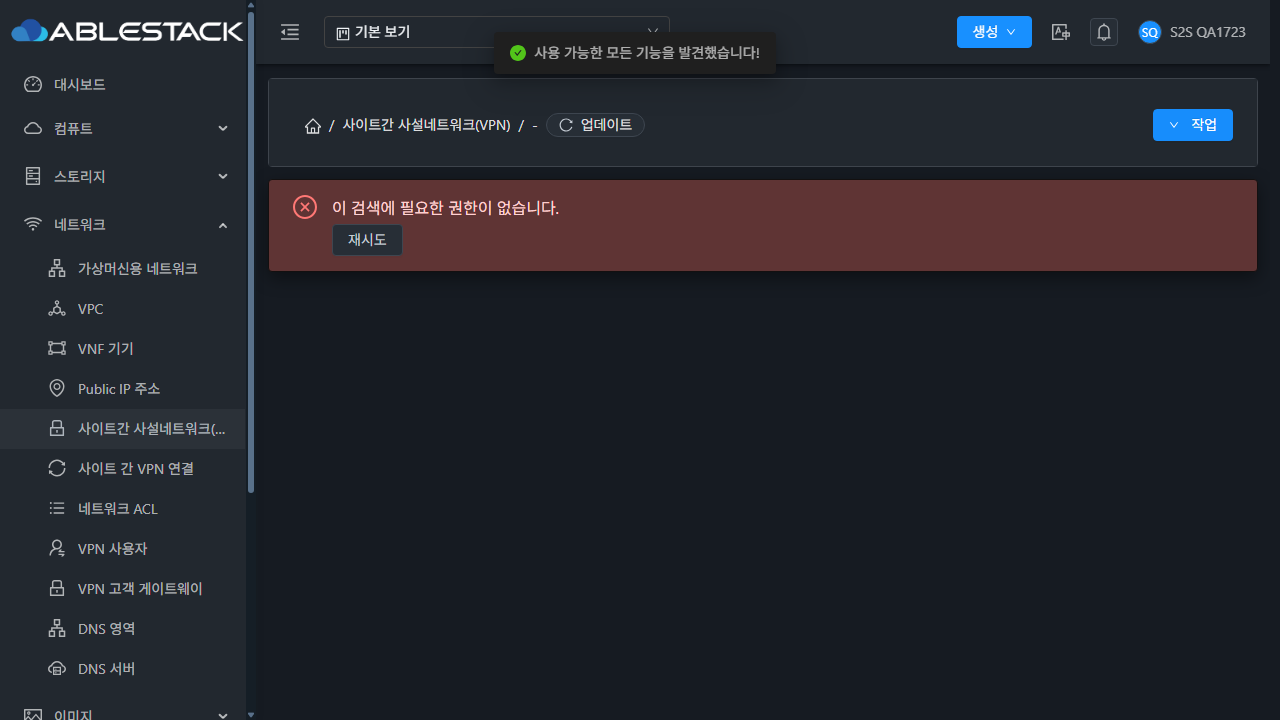 ABLESTACK
기본 보기
사용 가능한 모든 기능을 발견했습니다!
생성
SQ
S2S QA1723
대시보드
컴퓨트
스토리지
네트워크
가상머신용 네트워크
VPC
VNF 기기
Public IP 주소
사이트간 사설네트워크(...
사이트 간 VPN 연결
네트워크 ACL
VPN 사용자
VPN 고객 게이트웨이
DNS 영역
DNS 서버
이미지
/ 사이트간 사설네트워크(VPN) / - 업데이트
작업
이 검색에 필요한 권한이 없습니다.
재시도